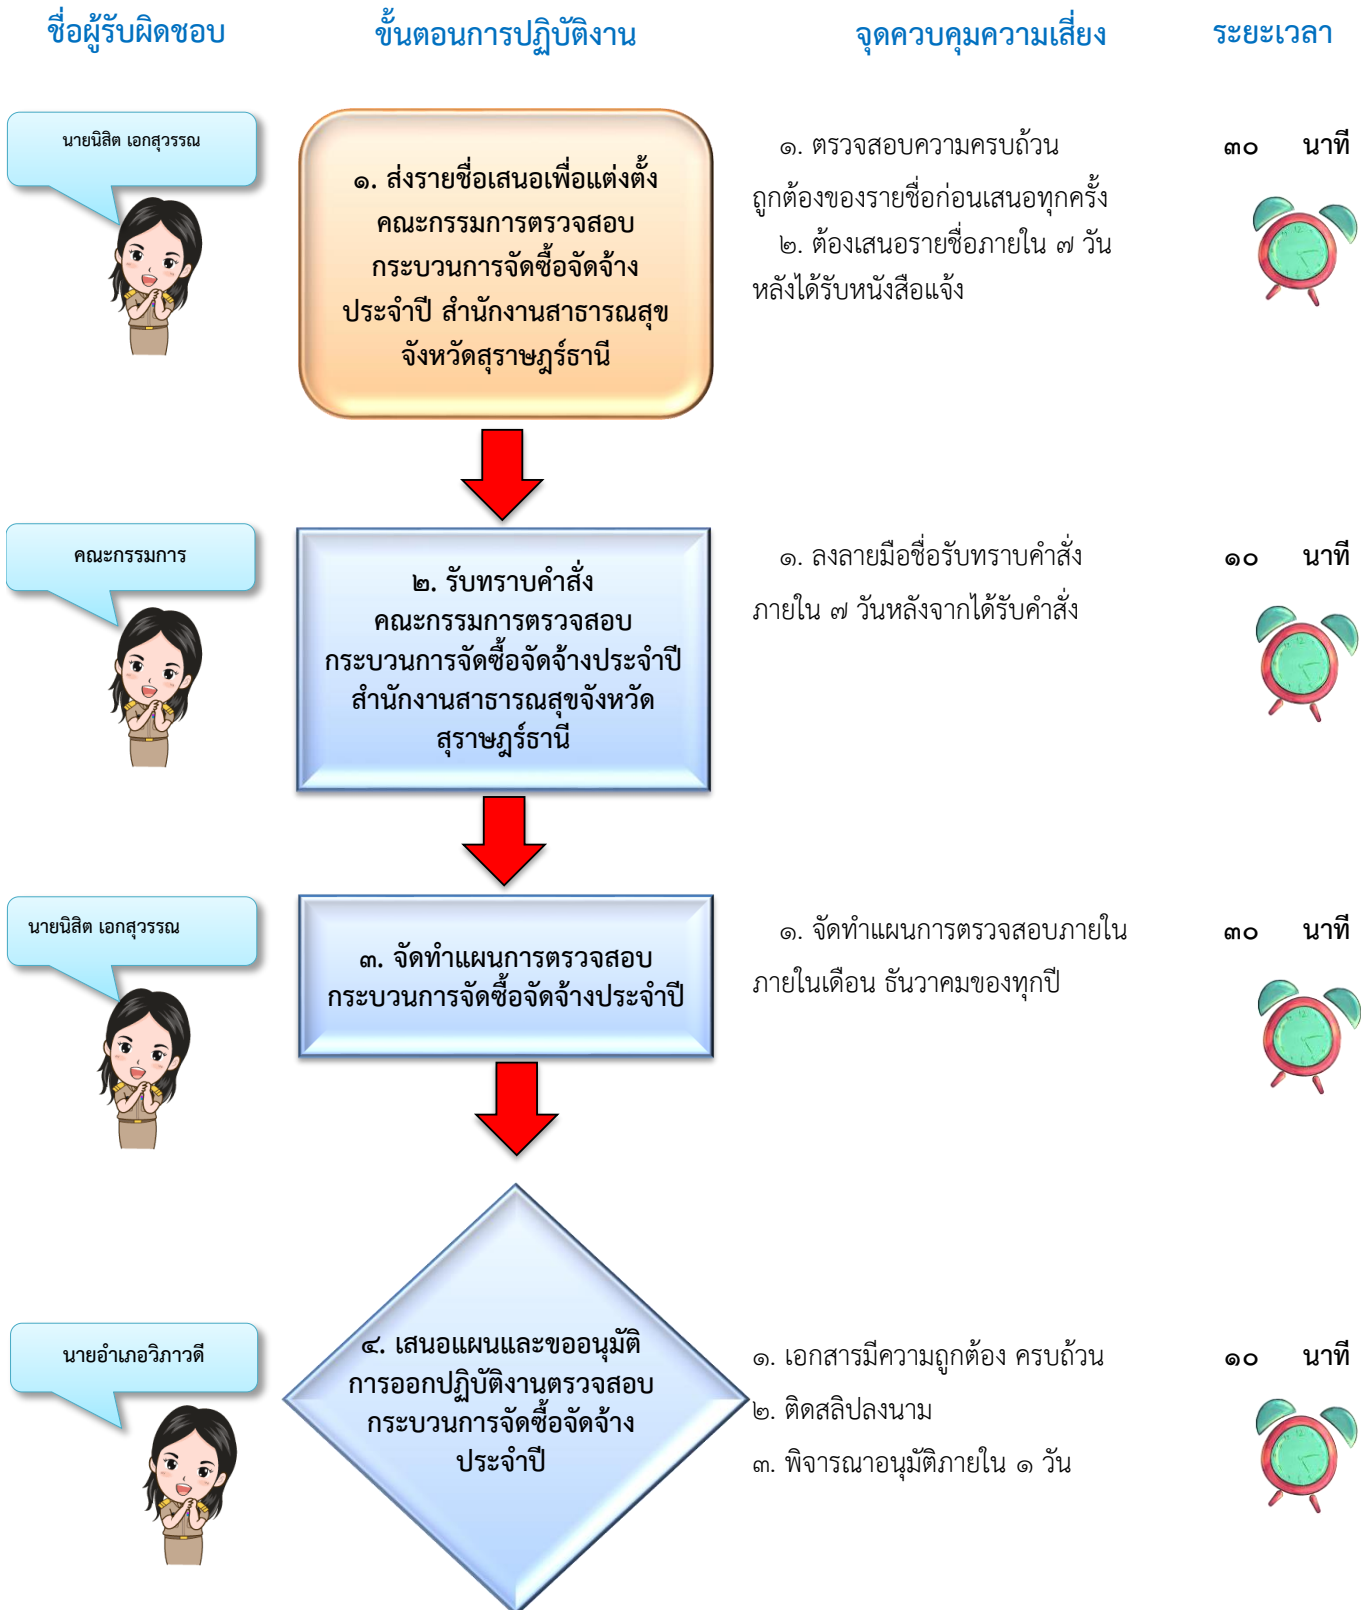 ชื่อผู้รับผิดชอบ
ขั้นตอนการปฏิบัติงาน
จุดควบคุมความเสี่ยง
ระยะเวลา
นายนิสิต เอกสุวรรณ
๑. ส่งรายชื่อเสนอเพื่อแต่งตั้ง
คณะกรรมการตรวจสอบ
กระบวนการจัดซื้อจัดจ้าง
ประจำปี สำนักงานสาธารณสุข
จังหวัดสุราษฎร์ธานี
๑. ตรวจสอบความครบถ้วน
ถูกต้องของรายชื่อก่อนเสนอทุกครั้ง
๒. ต้องเสนอรายชื่อภายใน ๗ วัน
หลังได้รับหนังสือแจ้ง
๓๐ นาที
คณะกรรมการ
๒. รับทราบคำสั่ง
คณะกรรมการตรวจสอบ
กระบวนการจัดซื้อจัดจ้างประจำปี
สำนักงานสาธารณสุขจังหวัด
สุราษฎร์ธานี
๑. ลงลายมือชื่อรับทราบคำสั่ง
ภายใน ๗ วันหลังจากได้รับคำสั่ง
๑๐ นาที
นายนิสิต เอกสุวรรณ
๓. จัดทำแผนการตรวจสอบ
กระบวนการจัดซื้อจัดจ้างประจำปี
๑. จัดทำแผนการตรวจสอบภายใน
ภายในเดือน ธันวาคมของทุกปี
๓๐ นาที
นายอำเภอวิภาวดี
๔. เสนอแผนและขออนุมัติ
การออกปฏิบัติงานตรวจสอบ
กระบวนการจัดซื้อจัดจ้าง
ประจำปี
๑. เอกสารมีความถูกต้อง ครบถ้วน
๒. ติดสลิปลงนาม
๓. พิจารณาอนุมัติภายใน ๑ วัน
๑๐ นาที